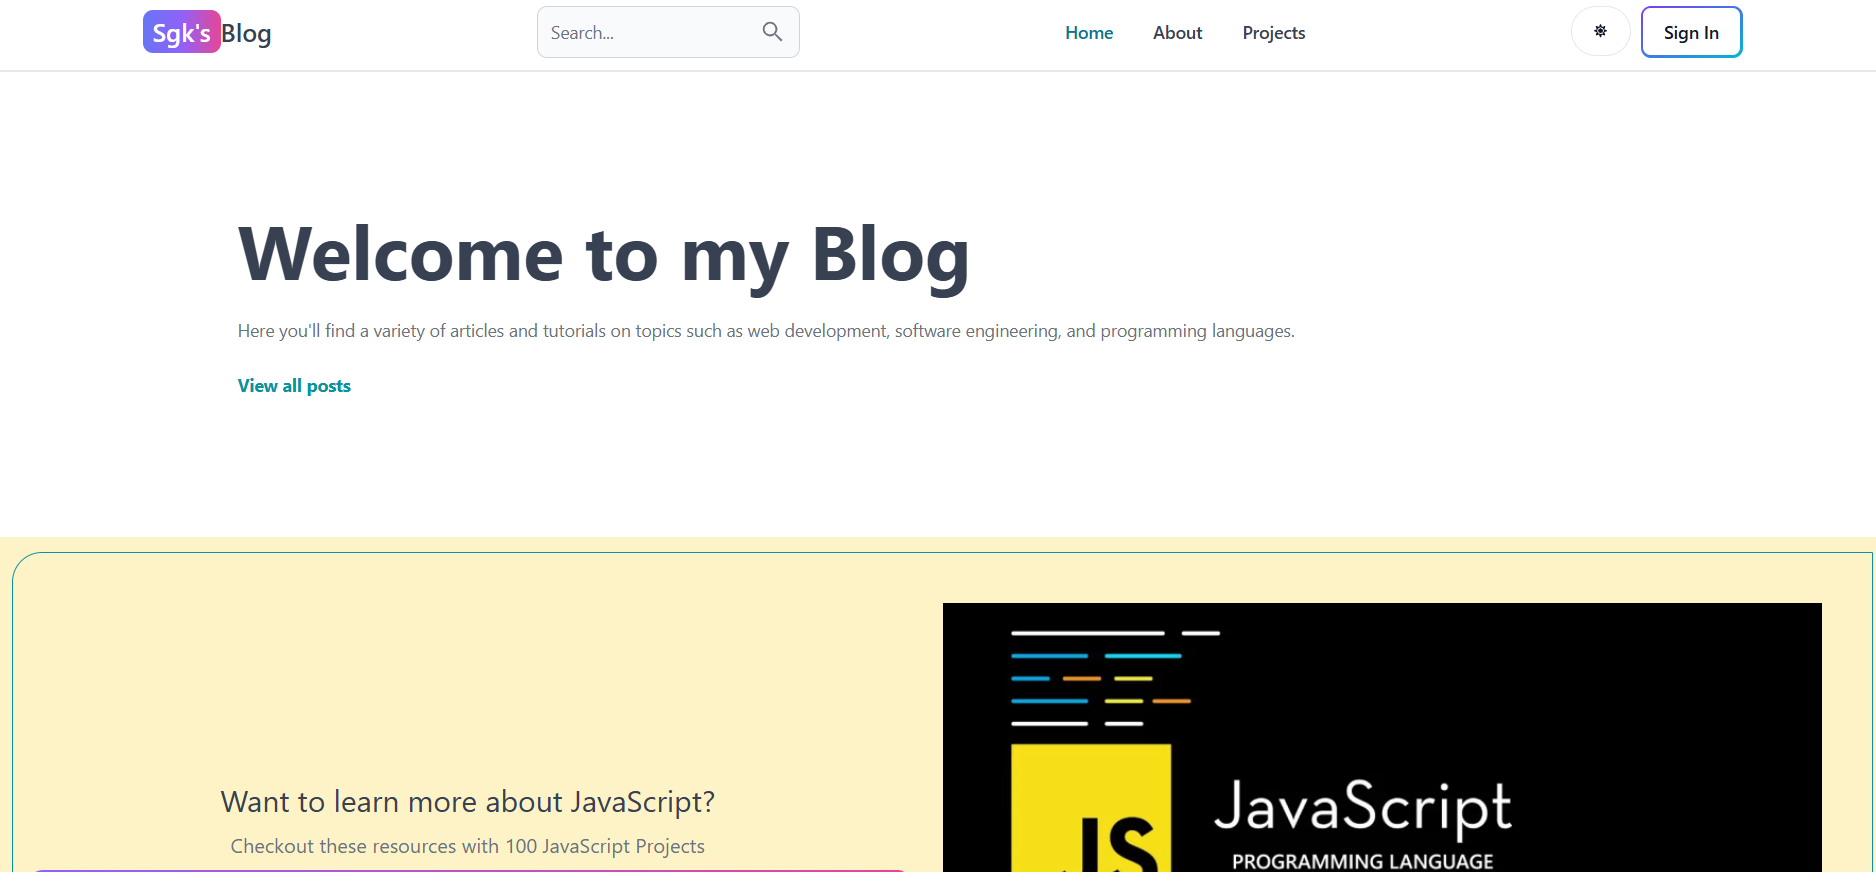 Sgk's Blog
Search...
Home About Projects
Sign In
Welcome to my Blog
Here you'll find a variety of articles and tutorials on topics such as web development, software engineering, and programming languages.
View all posts
Want to learn more about JavaScript?
Checkout these resources with 100 JavaScript Projects
JavaScript
JS
PROGRAMMING LANGUAGE